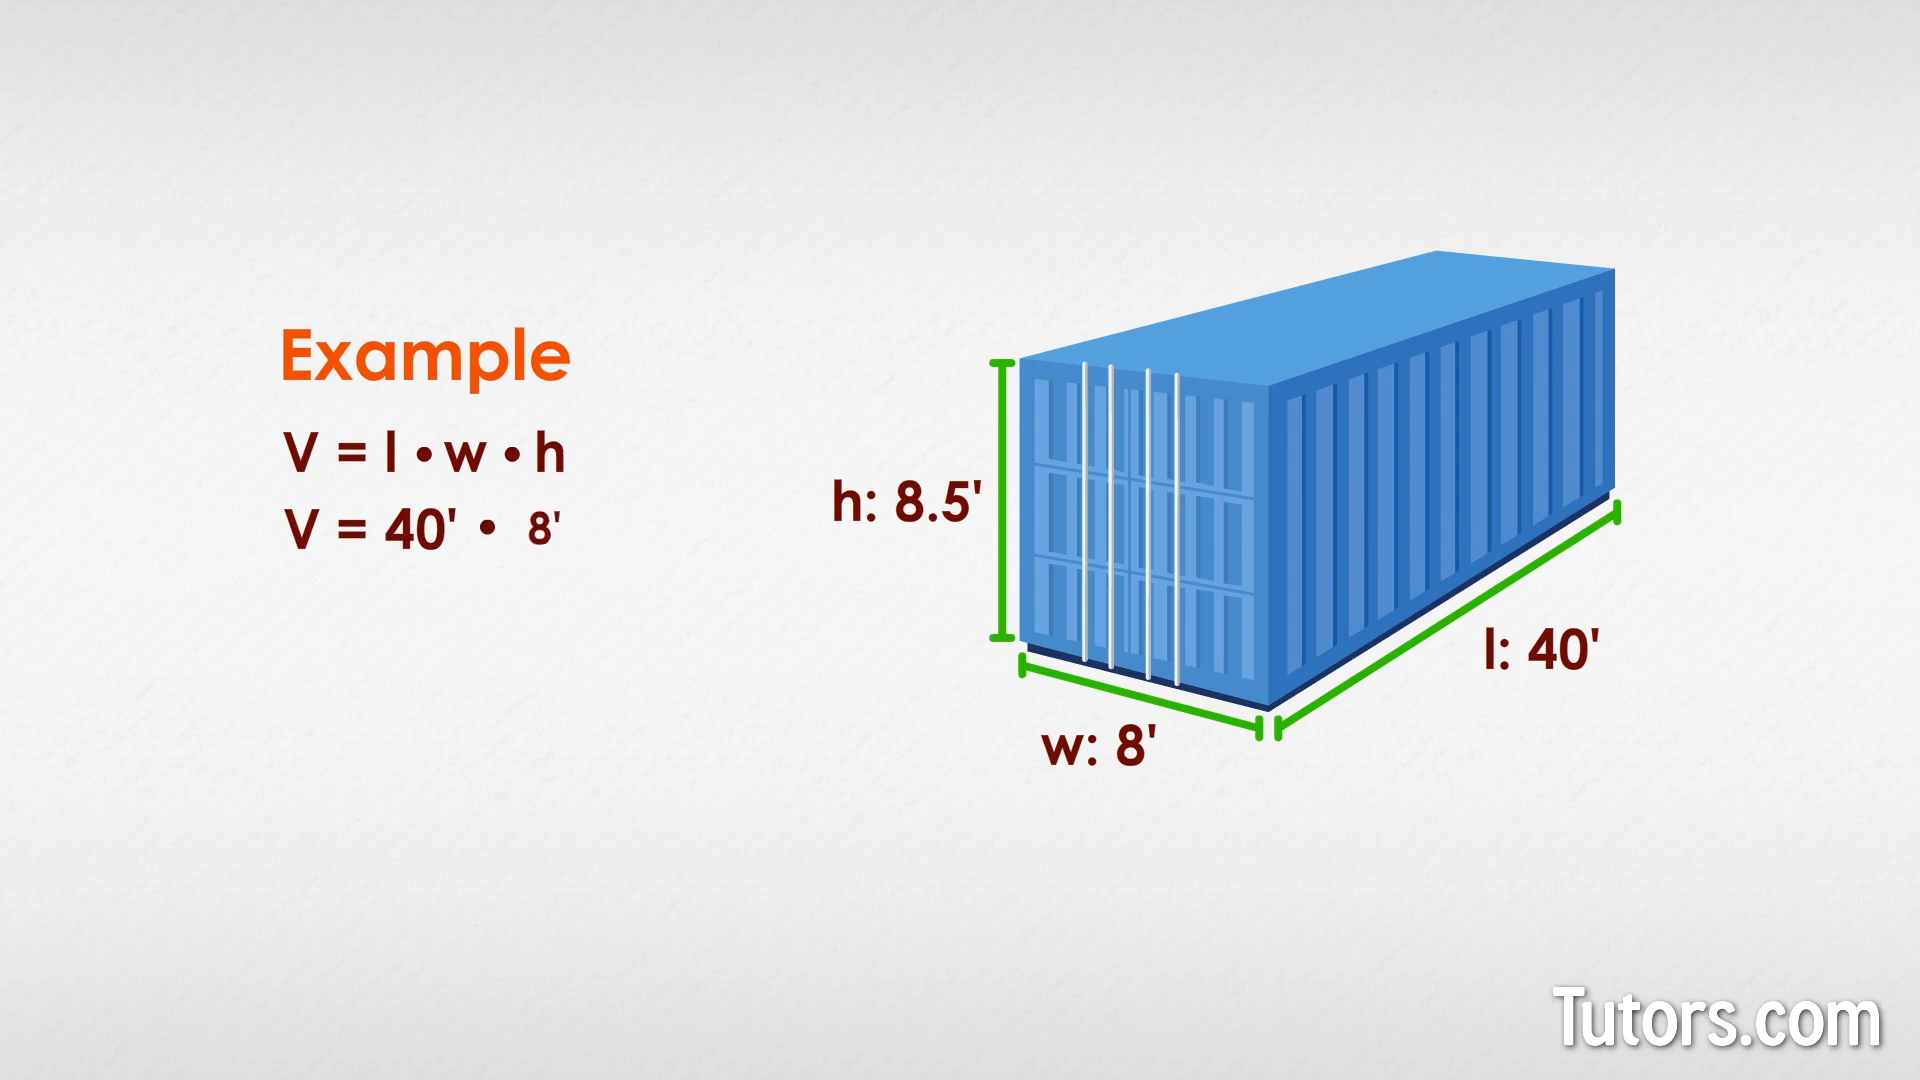 Example
V = l • w • h
V = 40' • 8'
h: 8.5'
w: 8'
l: 40'
Tutors.com